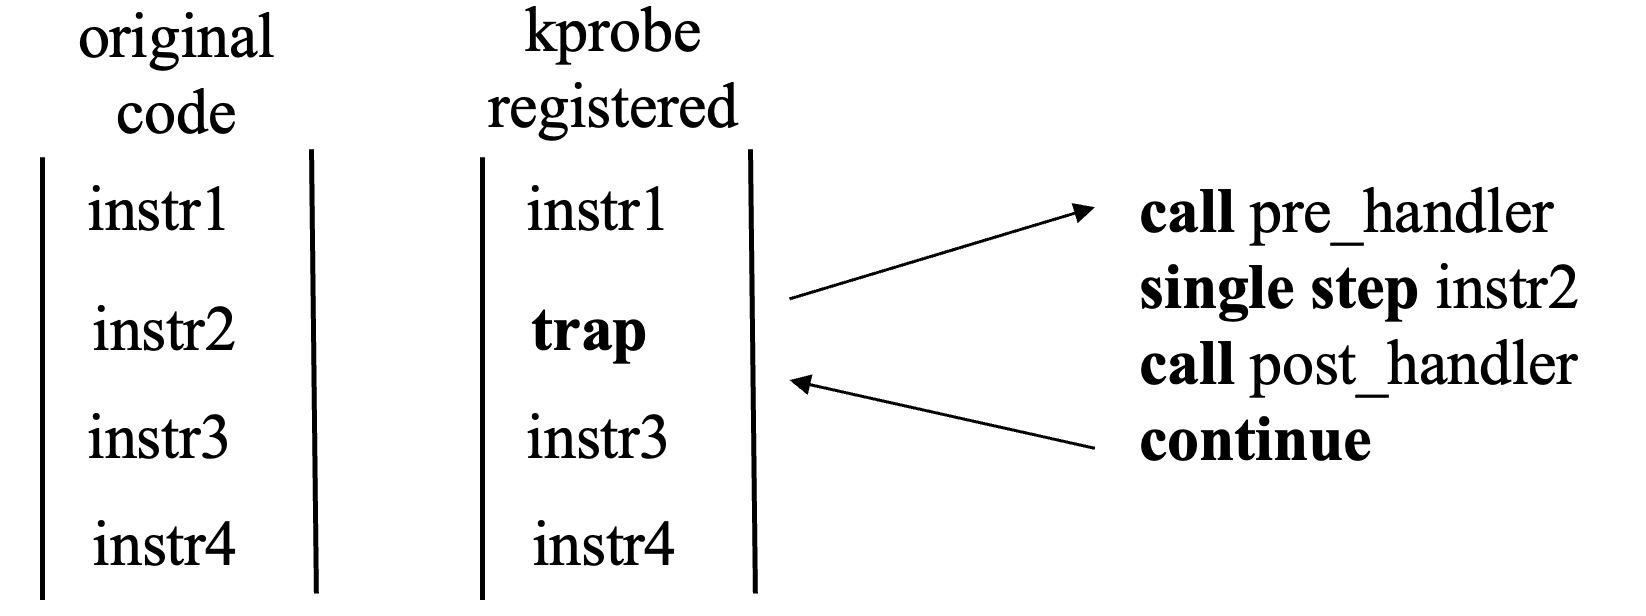 original
code
instr1
instr2
instr3
instr4
kprobe
registered
instr1
trap
instr3
instr4
call pre_handler
single step instr2
call post_handler
continue